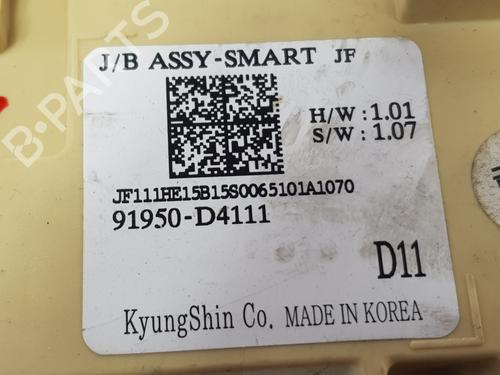 J/B ASSY-SMART JF
H/W : 1.01
S/W : 1.07
JF111HE15B15S0065101A1070
91950-D4111
D11
KyungShin Co. MADE IN KOREA
B-PARTS